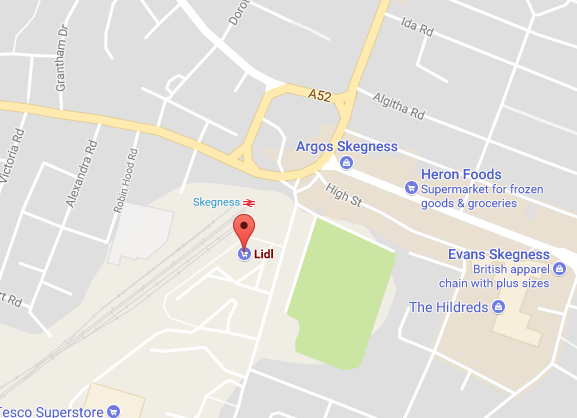 Grantham Dr
Ida Rd
A52
Algitha Rd
Victoria Rd
Alexandra Rd
Robin Hood Rd
Argos Skegness
Heron Foods
Supermarket for frozen
goods & groceries
High St
Skegness
Lidl
Evans Skegness
British apparel
chain with plus sizes
The Hildreds
rt Rd
Tesco Superstore